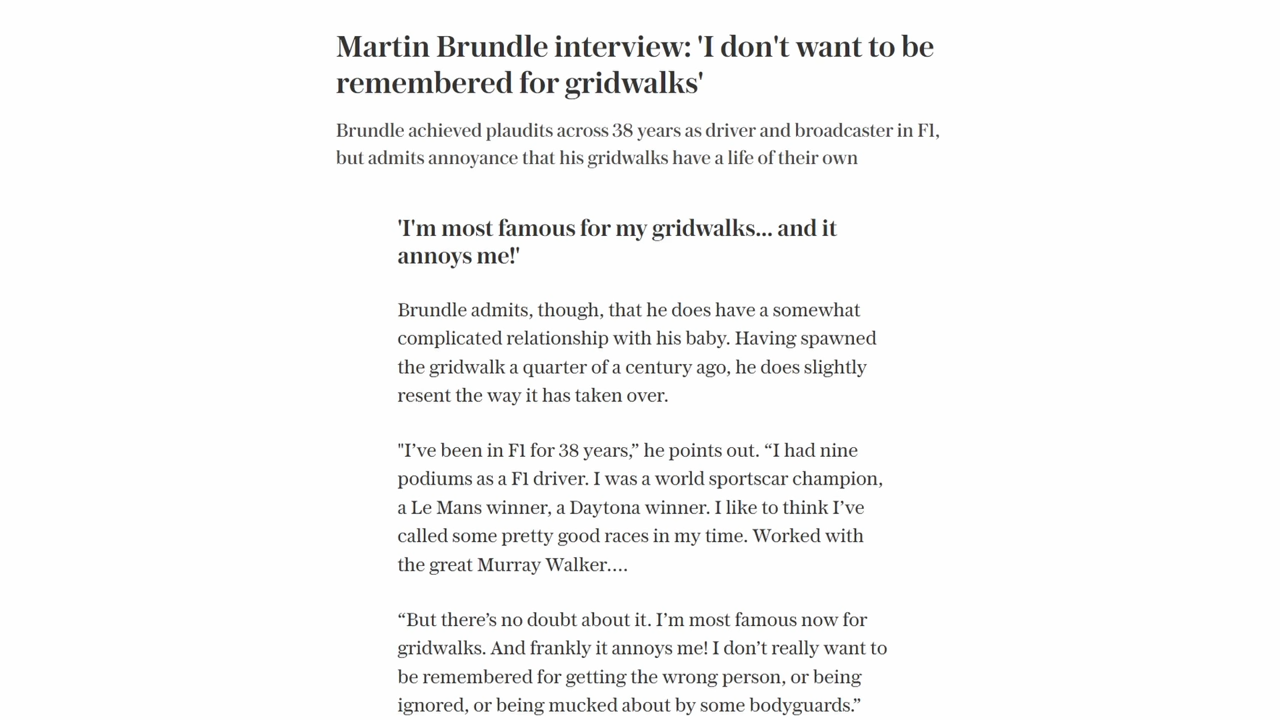 Martin Brundle interview: 'I don't want to be
remembered for gridwalks'
Brundle achieved plaudits across 38 years as driver and broadcaster in F1,
but admits annoyance that his gridwalks have a life of their own
'I'm most famous for my gridwalks... and it
annoys me!'
Brundle admits, though, that he does have a somewhat
complicated relationship with his baby. Having spawned
the gridwalk a quarter of a century ago, he does slightly
resent the way it has taken over.
"I’ve been in F1 for 38 years,” he points out. “I had nine
podiums as a F1 driver. I was a world sportscar champion,
a Le Mans winner, a Daytona winner. I like to think I’ve
called some pretty good races in my time. Worked with
the great Murray Walker....
“But there’s no doubt about it. I’m most famous now for
gridwalks. And frankly it annoys me! I don’t really want to
be remembered for getting the wrong person, or being
ignored, or being mucked about by some bodyguards.”